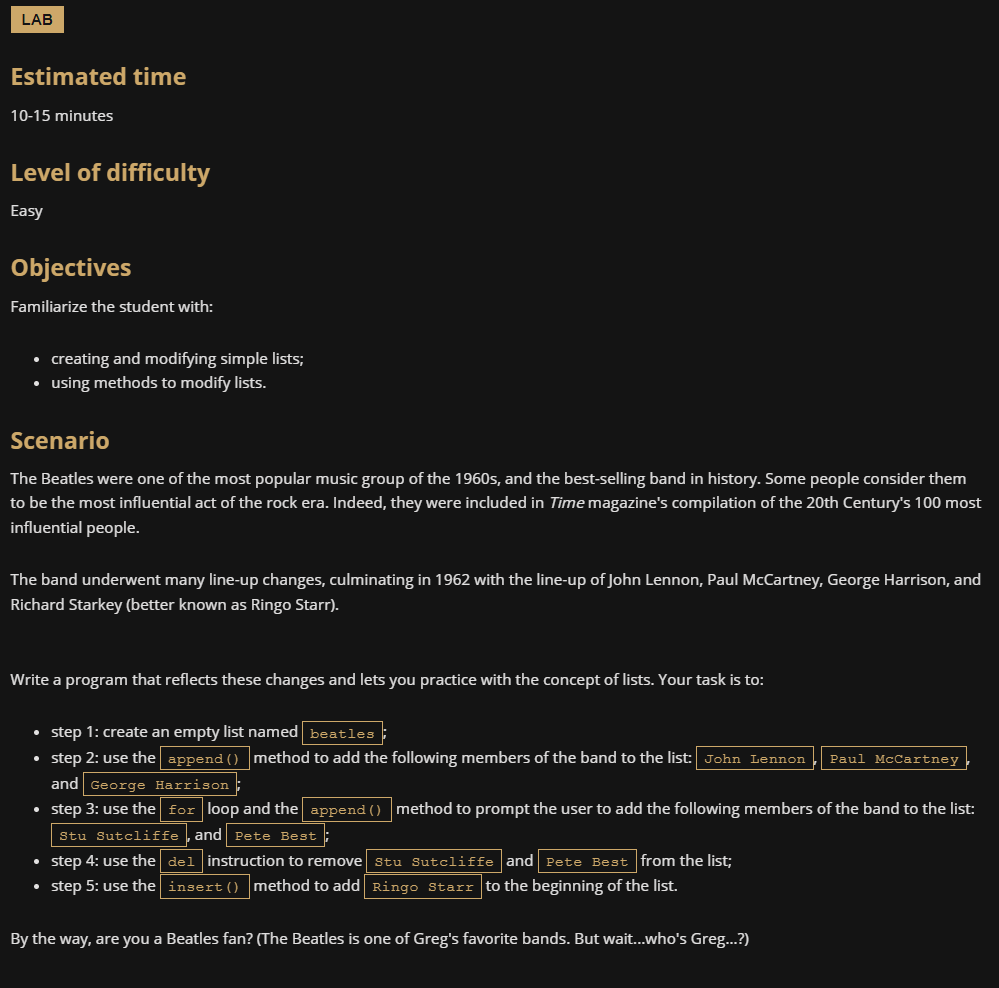 LAB
Estimated time
10-15 minutes
Level of difficulty
Easy
Objectives
Familiarize the student with:
• creating and modifying simple lists;
• using methods to modify lists.
Scenario
The Beatles were one of the most popular music group of the 1960s, and the best-selling band in history. Some people consider them
to be the most influential act of the rock era. Indeed, they were included in Time magazine's compilation of the 20th Century's 100 most
influential people.
The band underwent many line-up changes, culminating in 1962 with the line-up of John Lennon, Paul McCartney, George Harrison, and
Richard Starkey (better known as Ringo Starr).
Write a program that reflects these changes and lets you practice with the concept of lists. Your task is to:
• step 1: create an empty list named beatles;
• step 2: use the append() method to add the following members of the band to the list: John Lennon, Paul McCartney,
and George Harrison;
• step 3: use the for loop and the append() method to prompt the user to add the following members of the band to the list:
Stu Sutcliffe, and Pete Best;
• step 4: use the del instruction to remove Stu Sutcliffe and Pete Best from the list;
• step 5: use the insert() method to add Ringo Starr to the beginning of the list.
By the way, are you a Beatles fan? (The Beatles is one of Greg's favorite bands. But wait...who's Greg...?)